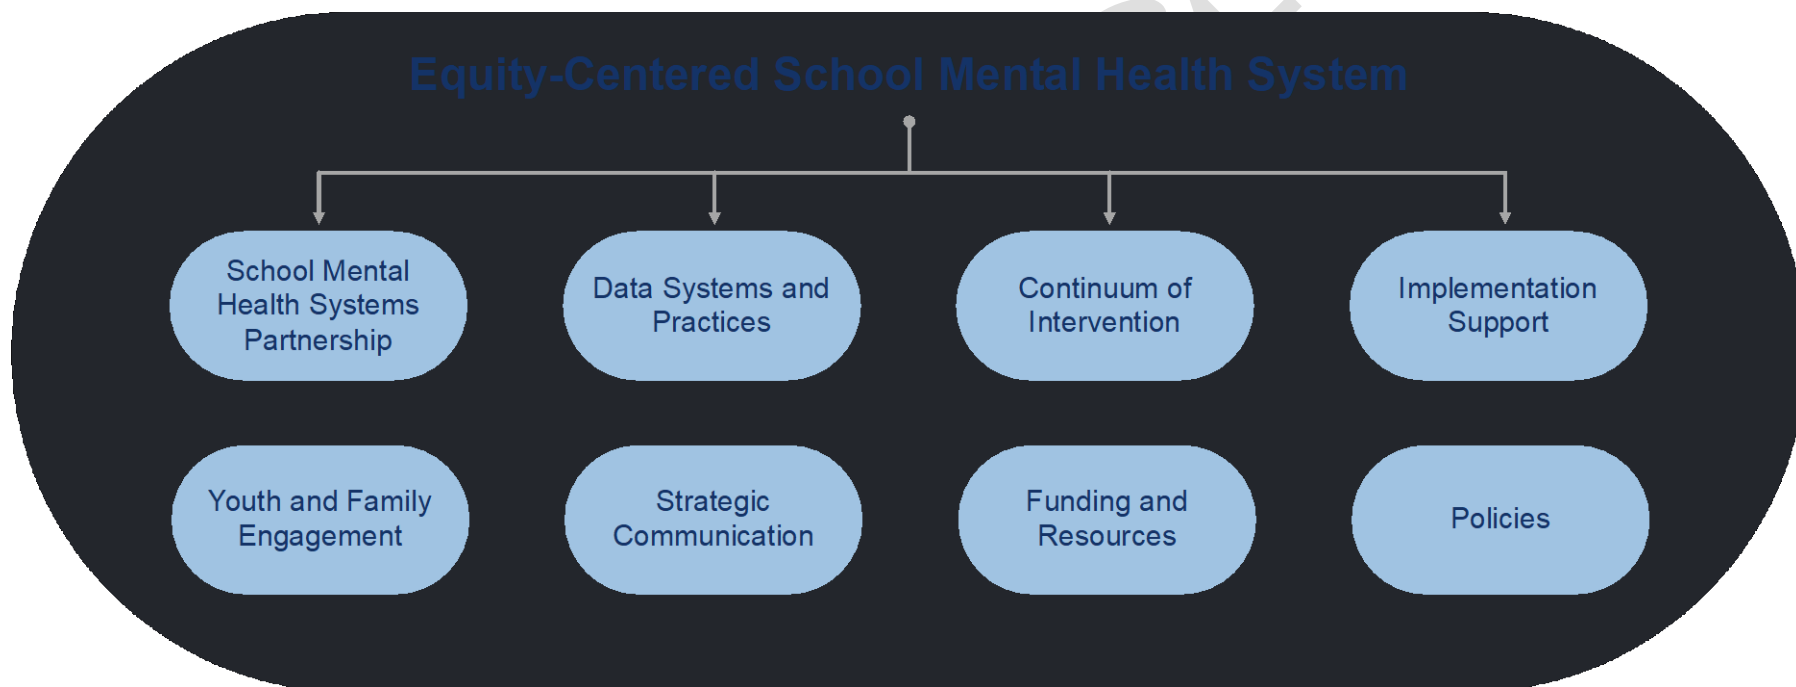 Equity-Centered School Mental Health System
School Mental
Health Systems
Partnership
Data Systems and
Practices
Continuum of
Intervention
Implementation
Support
Youth and Family
Engagement
Strategic
Communication
Funding and
Resources
Policies